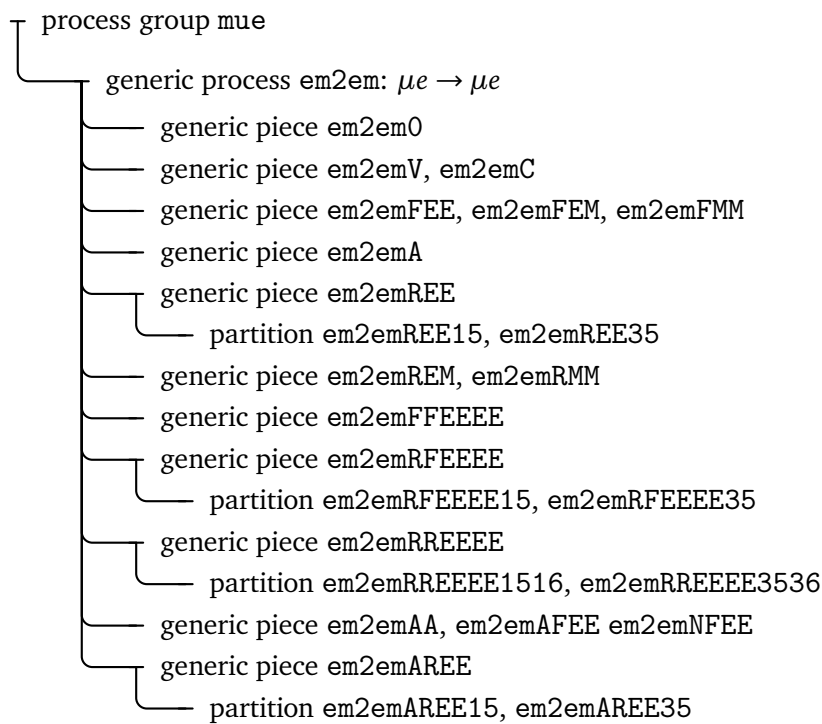 process group mue
generic process em2em: μe → μe
generic piece em2em0
generic piece em2emV, em2emC
generic piece em2emFEE, em2emFEM, em2emFMM
generic piece em2emA
generic piece em2emREE
partition em2emREE15, em2emREE35
generic piece em2emREM, em2emRMM
generic piece em2emFFEEEE
generic piece em2emRFEEEE
partition em2emRFEEEE15, em2emRFEEEE35
generic piece em2emRREEEE
partition em2emRREEEE1516, em2emRREEEE3536
generic piece em2emAA, em2emAFEE em2emNFEE
generic piece em2emAREE
partition em2emAREE15, em2emAREE35